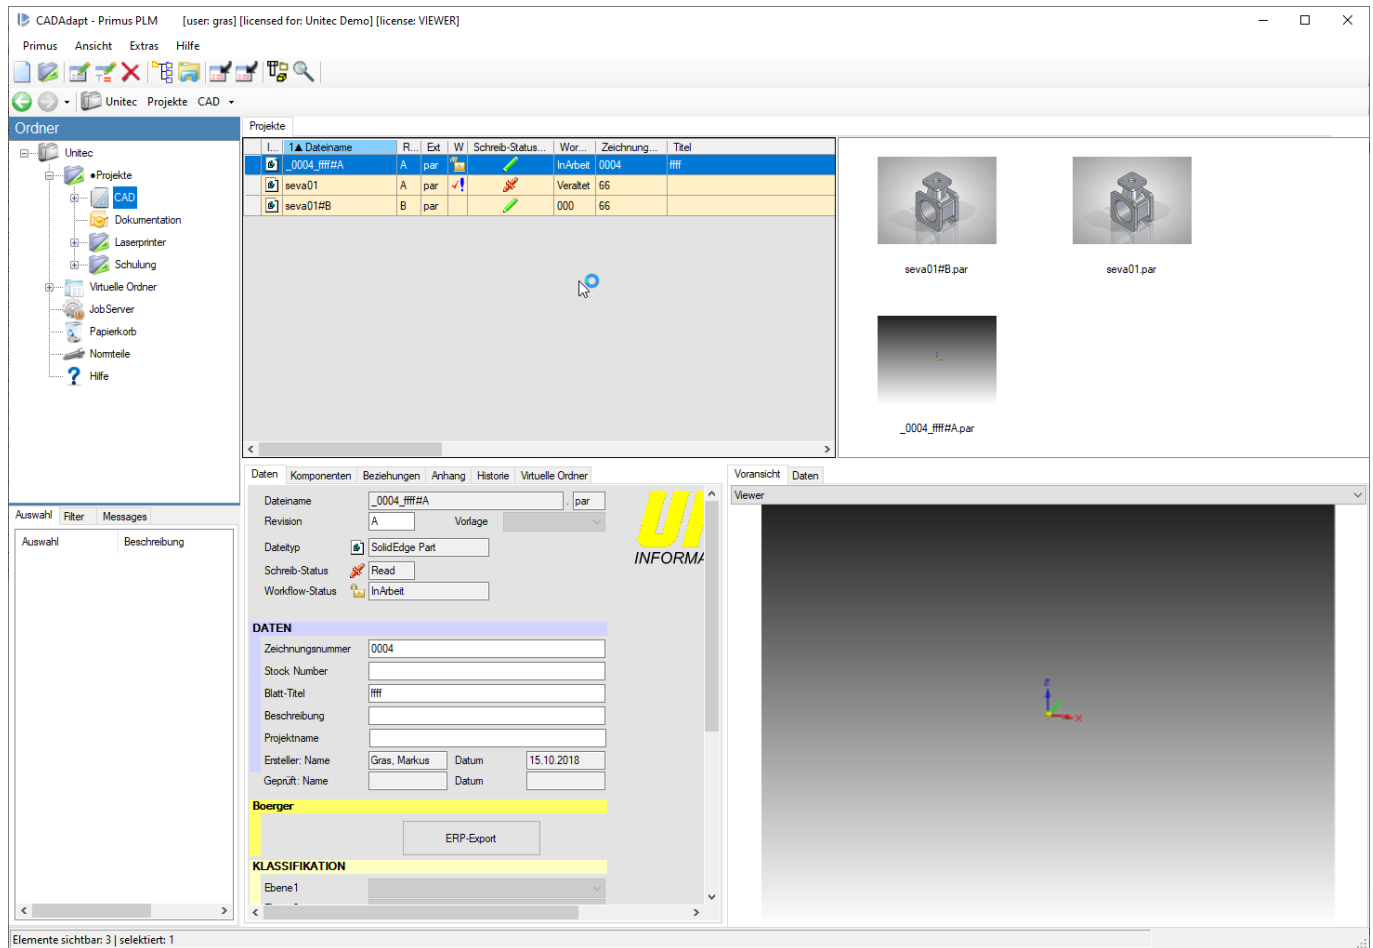 CADAdapt - Primus PLM [user: gras] [licensed for: Unitec Demo] [license: VIEWER]
Primus Ansicht Extras Hilfe
Unitec Projekte CAD
Ordner
Unitec
●Projekte
CAD
Dokumentation
Laserprinter
Schulung
Virtuelle Ordner
JobServer
Papierkorb
Normteile
Hilfe
Projekte
I... 1▲ Dateiname R... Ext W Schreib-Status... Wor... Zeichnung... Titel
_0004_ffff#A A par InArbeit 0004 ffff
seva01 A par Veraltet 66
seva01#B B par 000 66
seva01#B.par seva01.par
_0004_ffff#A.par
Auswahl Filter Messages
Auswahl Beschreibung
Daten Komponenten Beziehungen Anhang Historie Virtuelle Ordner
Dateiname _0004_ffff#A . par
Revision A Vorlage
Dateityp SolidEdge Part
Schreib-Status Read
Workflow-Status InArbeit
INFORMA
DATEN
Zeichnungsnummer 0004
Stock Number
Blatt-Titel ffff
Beschreibung
Projektname
Ersteller: Name Gras, Markus Datum 15.10.2018
Geprüft: Name Datum
Boerger
ERP-Export
KLASSIFIKATION
Ebene1
Voransicht Daten
Viewer
Z
X
Elemente sichtbar: 3 | selektiert: 1